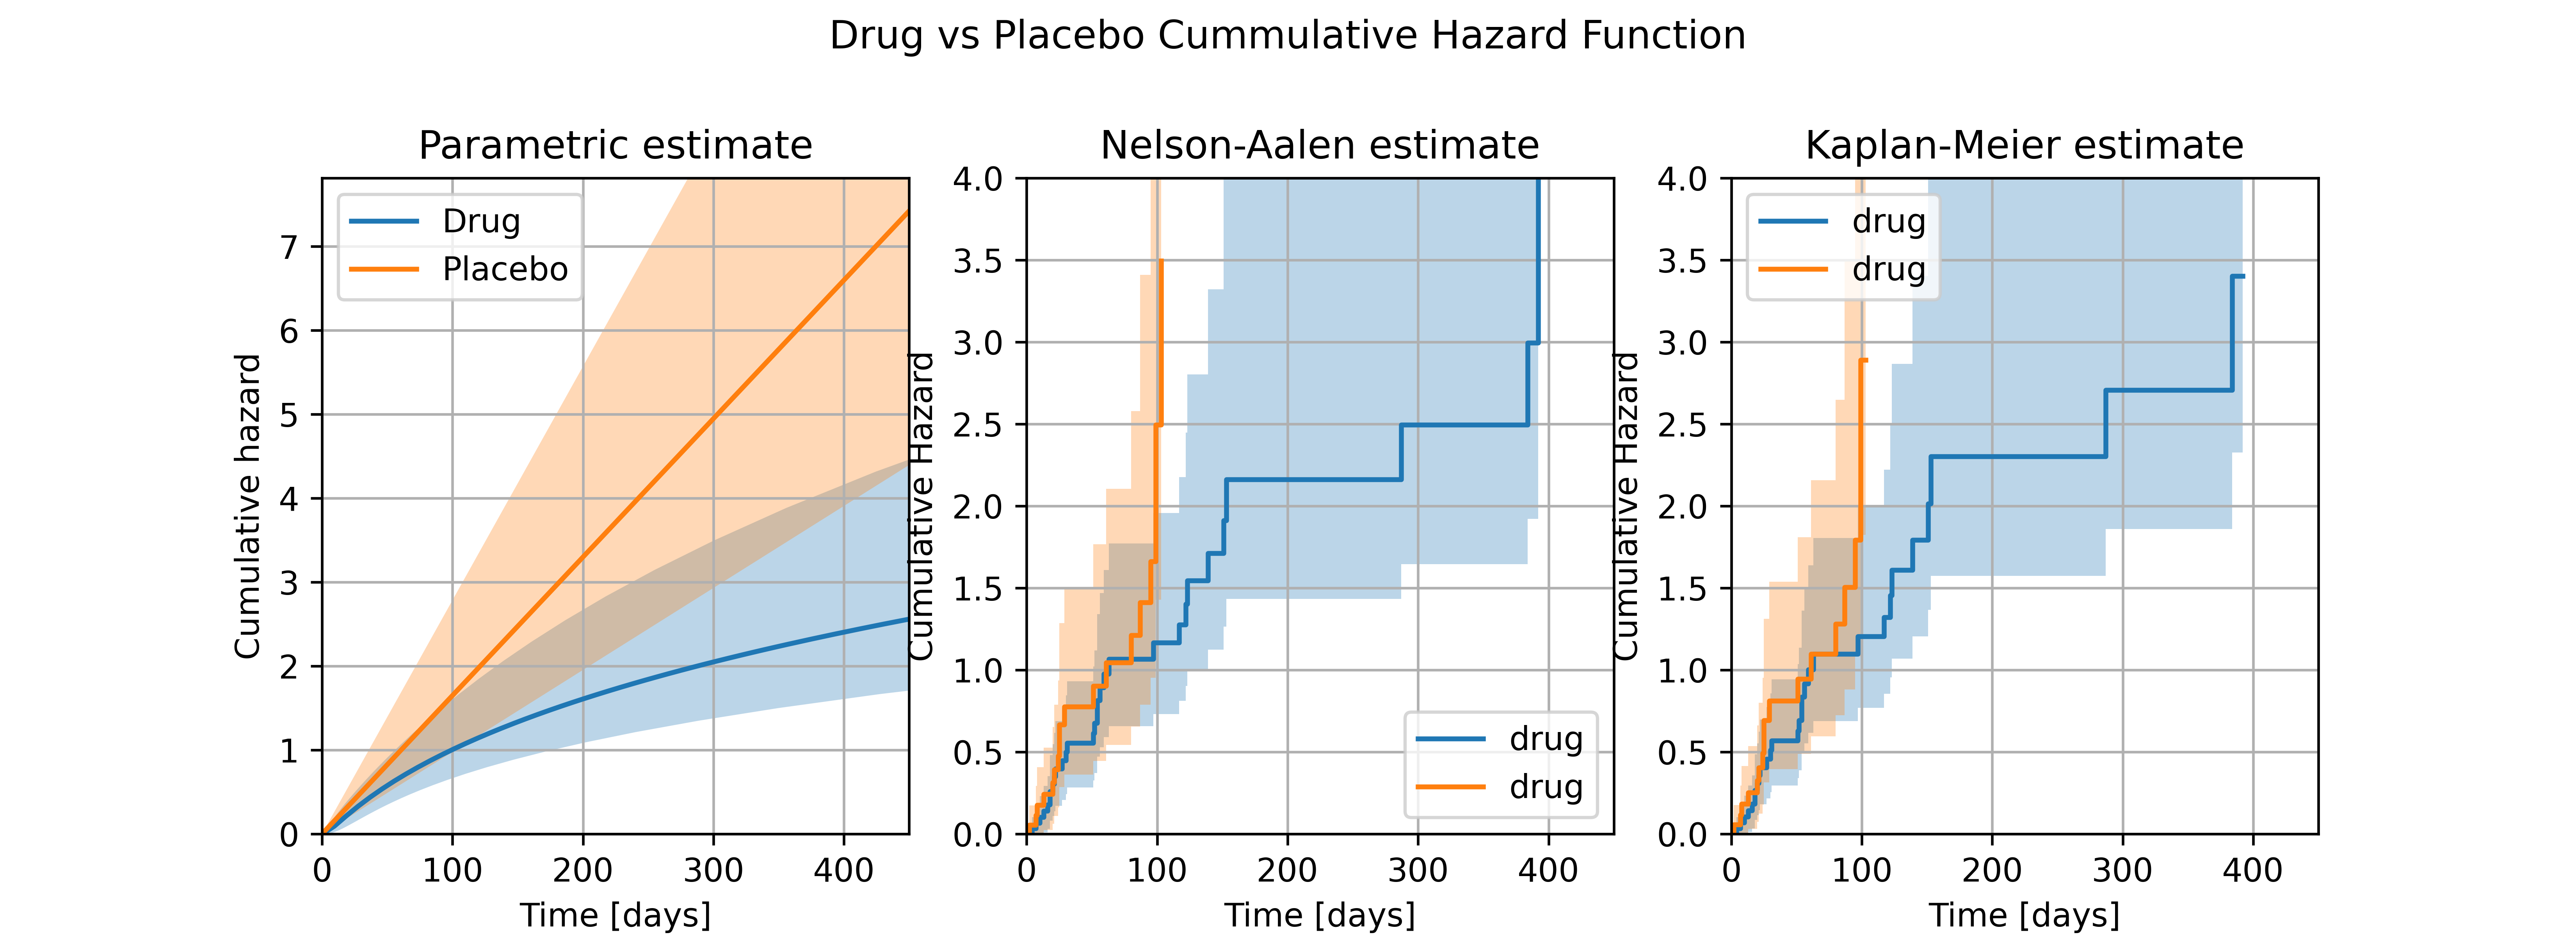 Drug vs Placebo Cummulative Hazard Function
Parametric estimate
Cumulative hazard
7
6
5
4
3
2
1
0
Drug
Placebo
0 100 200 300 400
Time [days]
Nelson-Aalen estimate
Cumulative Hazard
4.0
3.5
3.0
2.5
2.0
1.5
1.0
0.5
0.0
drug
drug
0 100 200 300 400
Time [days]
Kaplan-Meier estimate
Cumulative Hazard
4.0
3.5
3.0
2.5
2.0
1.5
1.0
0.5
0.0
drug
drug
0 100 200 300 400
Time [days]